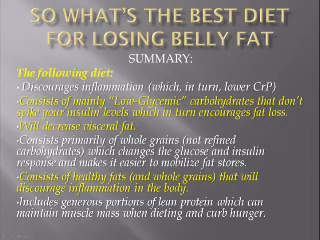 SO WHAT'S THE BEST DIET
FOR LOSING BELLY FAT
SUMMARY:
The following diet:
• Discourages inflammation (which, in turn, lower CrP)
•Consists of mainly "Low-Glycemic" carbohydrates that don't
spike your insulin levels which in turn encourages fat loss.
•Will decrease visceral fat.
•Consists primarily of whole grains (not refined
carbohydrates) which changes the glucose and insulin
response and makes it easier to mobilize fat stores.
•Consists of healthy fats (and whole grains) that will
discourage inflammation in the body.
•Includes generous portions of lean protein which can
maintain muscle mass when dieting and curb hunger.